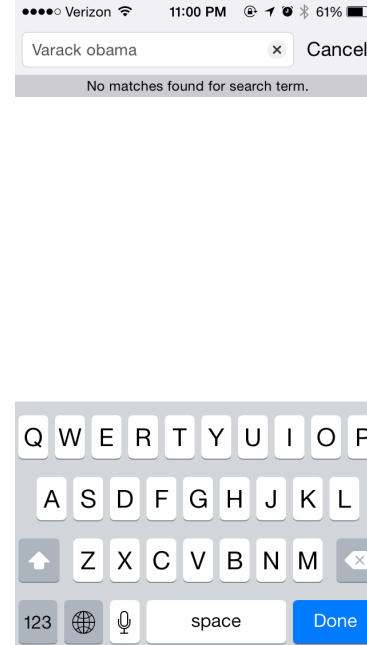 Verizon 11:00 PM 61%
Varack obama Cancel
No matches found for search term.
Q W E R T Y U I O P
A S D F G H J K L
Z X C V B N M
123 space Done